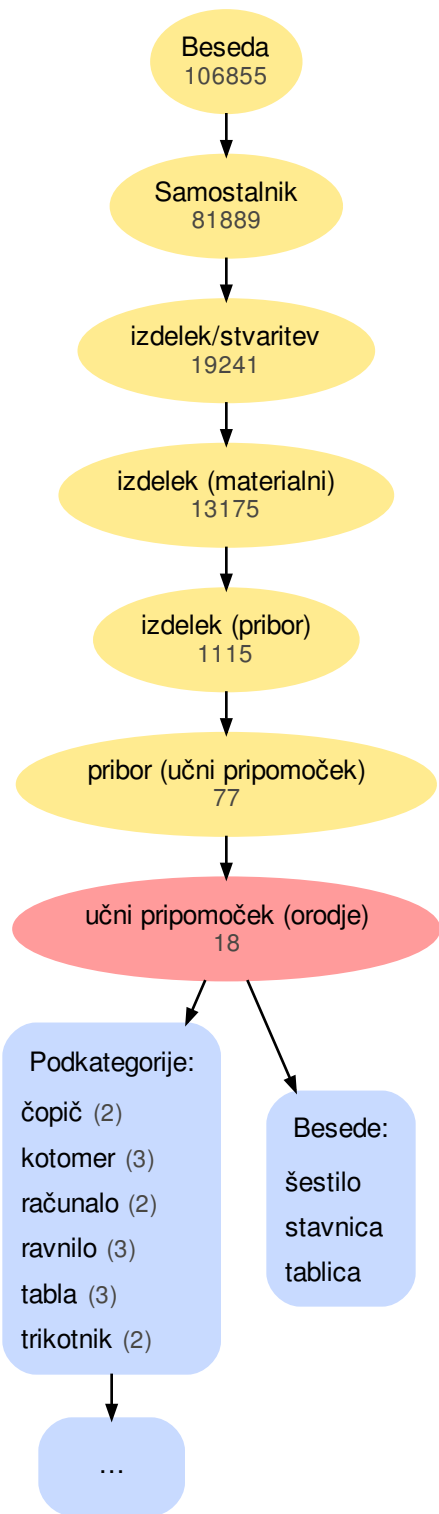 Beseda
106855
Samostalnik
81889
izdelek/stvaritev
19241
izdelek (materialni)
13175
izdelek (pribor)
1115
pribor (učni pripomoček)
77
učni pripomoček (orodje)
18
Podkategorije:
čopič (2)
kotomer (3)
računalo (2)
ravnilo (3)
tabla (3)
trikotnik (2)
Besede:
šestilo
stavnica
tablica
...